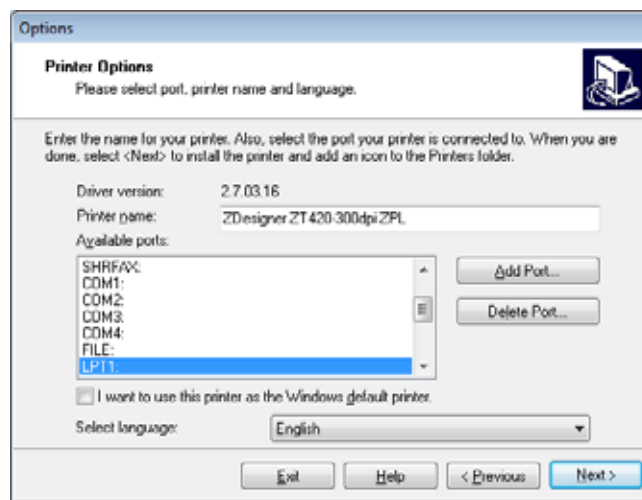 Options
Printer Options
Please select port, printer name and language.
Enter the name for your printer. Also, select the port your printer is connected to. When you are
done, select <Next> to install the printer and add an icon to the Printers folder.
Driver version: 2.7.03.16
Printer name: ZDesigner ZT420-300dpi ZPL
Available ports:
SHRFAX:
COM1:
COM2:
COM3:
COM4:
FILE:
LPT1:
Add Port...
Delete Port...
I want to use this printer as the Windows default printer.
Select language: English
Exit Help < Previous Next >